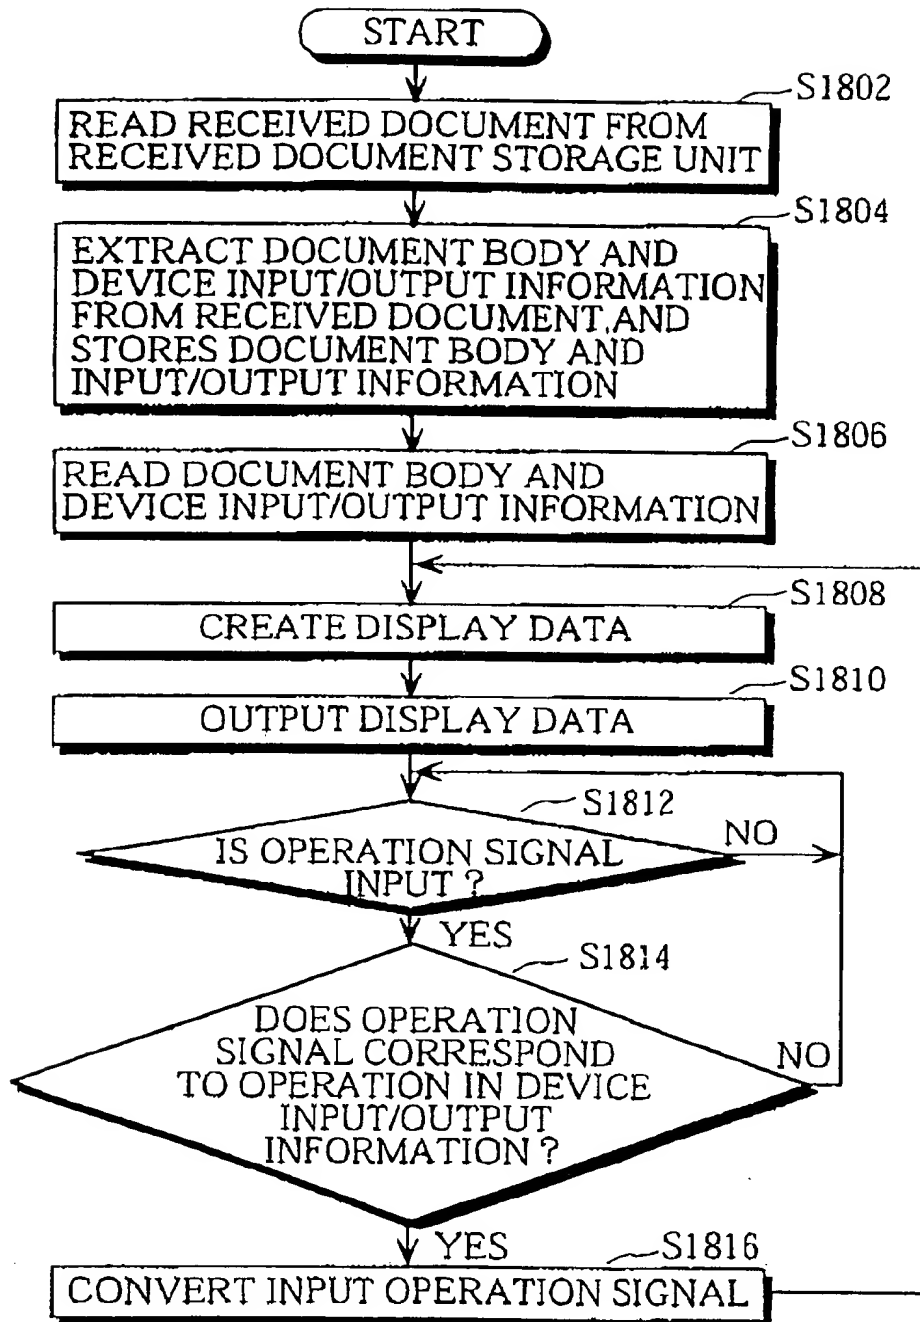 START
S1802
READ RECEIVED DOCUMENT FROM
RECEIVED DOCUMENT STORAGE UNIT
S1804
EXTRACT DOCUMENT BODY AND
DEVICE INPUT/OUTPUT INFORMATION
FROM RECEIVED DOCUMENT, AND
STORES DOCUMENT BODY AND
INPUT/OUTPUT INFORMATION
S1806
READ DOCUMENT BODY AND
DEVICE INPUT/OUTPUT INFORMATION
S1808
CREATE DISPLAY DATA
S1810
OUTPUT DISPLAY DATA
S1812
IS OPERATION SIGNAL
INPUT ?
NO
YES
S1814
DOES OPERATION
SIGNAL CORRESPOND
TO OPERATION IN DEVICE
INPUT/OUTPUT
INFORMATION ?
NO
YES
S1816
CONVERT INPUT OPERATION SIGNAL